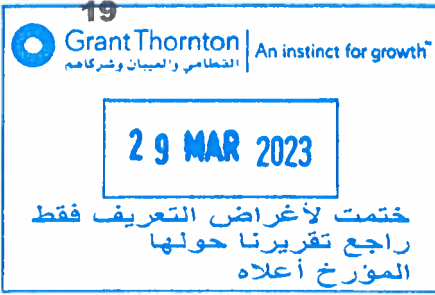 19
Grant Thornton | An instinct for growth™
القطامي والعيبان وشركاهم
29 MAR 2023
ختمت لأغراض التعريف فقط
راجع تقريرنا حولها
المؤرخ أعلاه